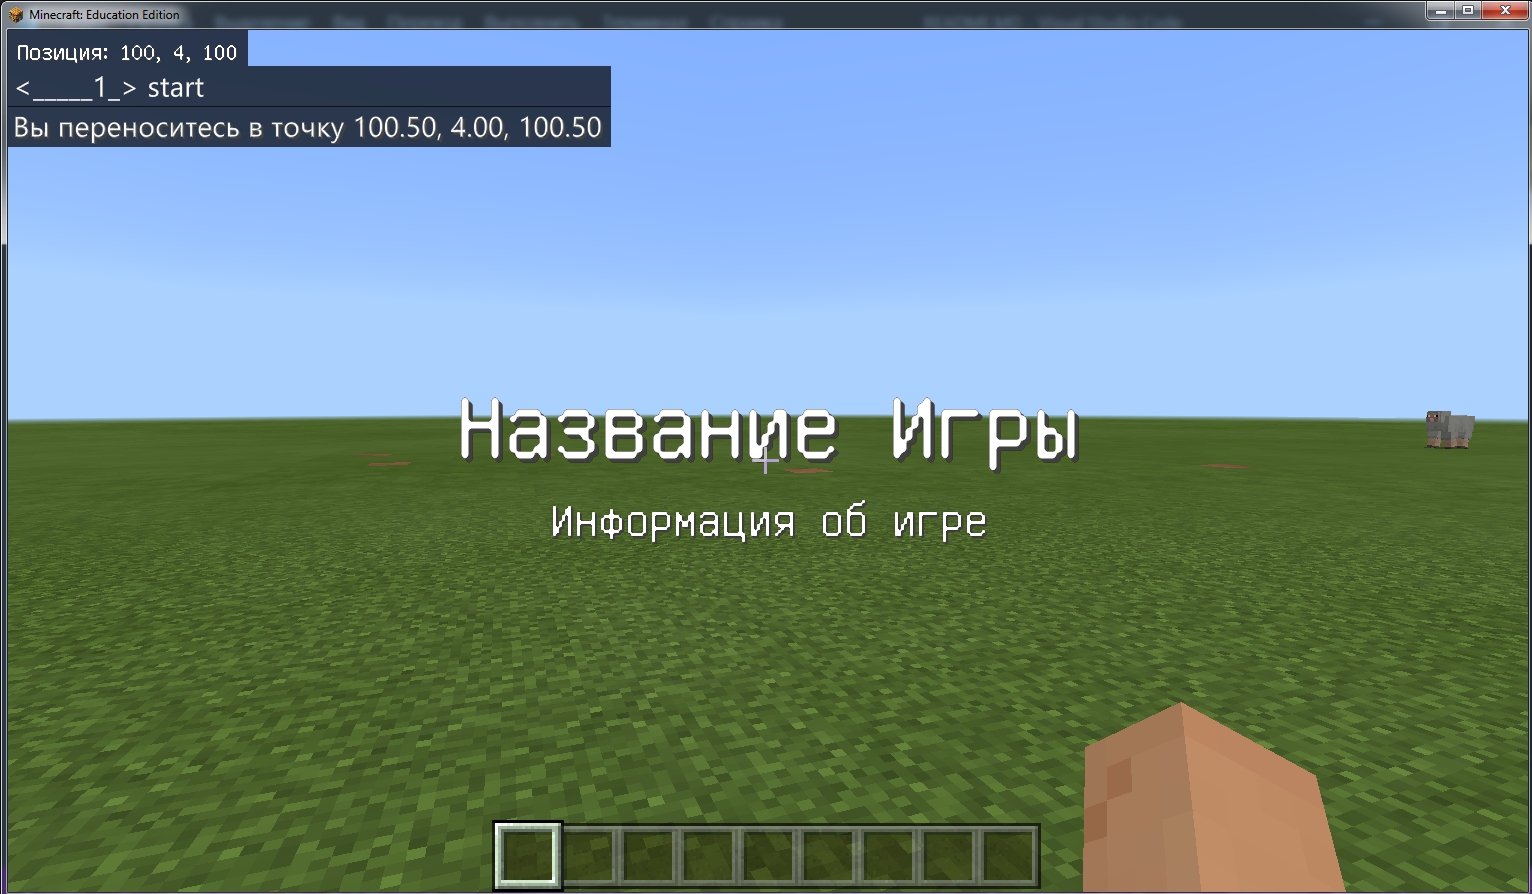 Minecraft: Education Edition
Позиция: 100, 4, 100
<_____1_> start
Вы переноситесь в точку 100.50, 4.00, 100.50
Название Игры
Информация об игре